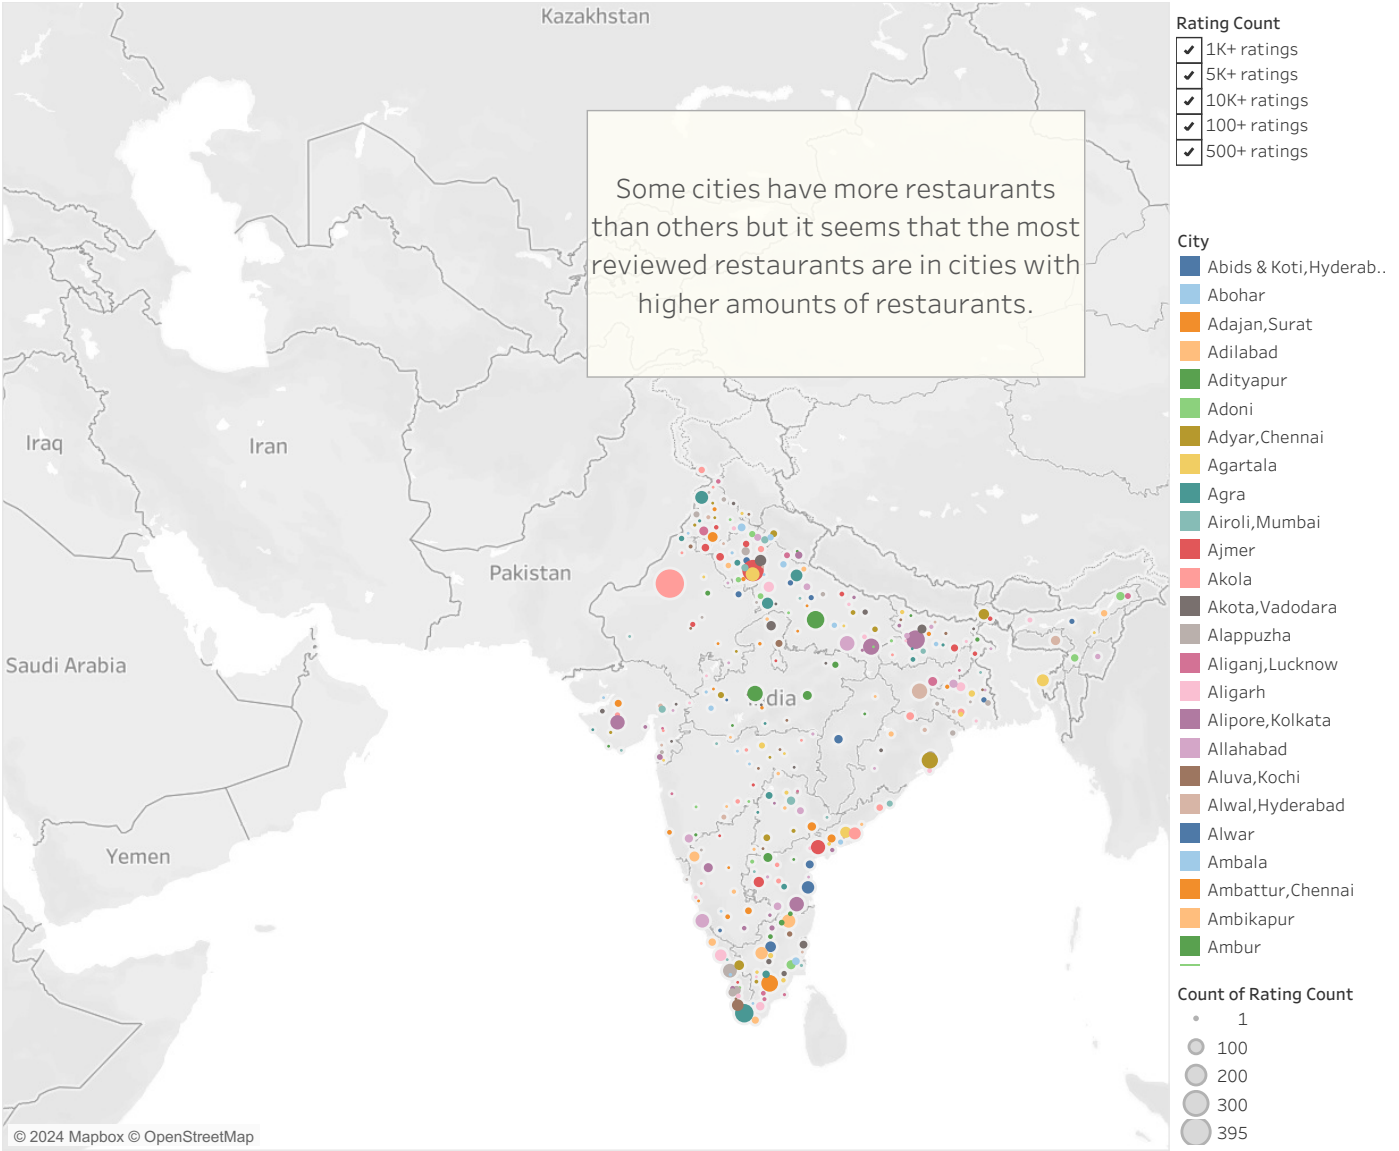 Kazakhstan
Some cities have more restaurants
than others but it seems that the most
reviewed restaurants are in cities with
higher amounts of restaurants.
Iraq
Iran
Pakistan
Saudi Arabia
India
Yemen
© 2024 Mapbox © OpenStreetMap
Rating Count
1K+ ratings
5K+ ratings
10K+ ratings
100+ ratings
500+ ratings
City
Abids & Koti,Hyderab..
Abohar
Adajan,Surat
Adilabad
Adityapur
Adoni
Adyar,Chennai
Agartala
Agra
Airoli,Mumbai
Ajmer
Akola
Akota,Vadodara
Alappuzha
Aliganj,Lucknow
Aligarh
Alipore,Kolkata
Allahabad
Aluva,Kochi
Alwal,Hyderabad
Alwar
Ambala
Ambattur,Chennai
Ambikapur
Ambur
Count of Rating Count
1
100
200
300
395